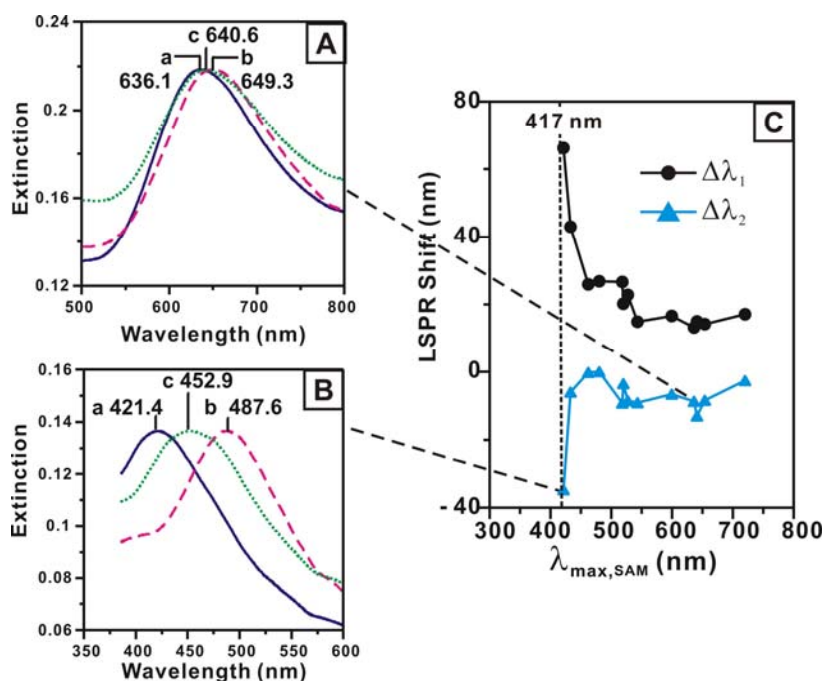 A
0.24
0.2
0.16
0.12
Extinction
c 640.6
a b
636.1 649.3
500 600 700 800
Wavelength (nm)
B
0.16
0.14
0.12
0.1
0.08
0.06
Extinction
c 452.9
a 421.4 b 487.6
350 400 450 500 550 600
Wavelength (nm)
C
80
40
0
-40
LSPR Shift (nm)
417 nm
Δλ1
Δλ2
300 400 500 600 700 800
λmax,SAM (nm)